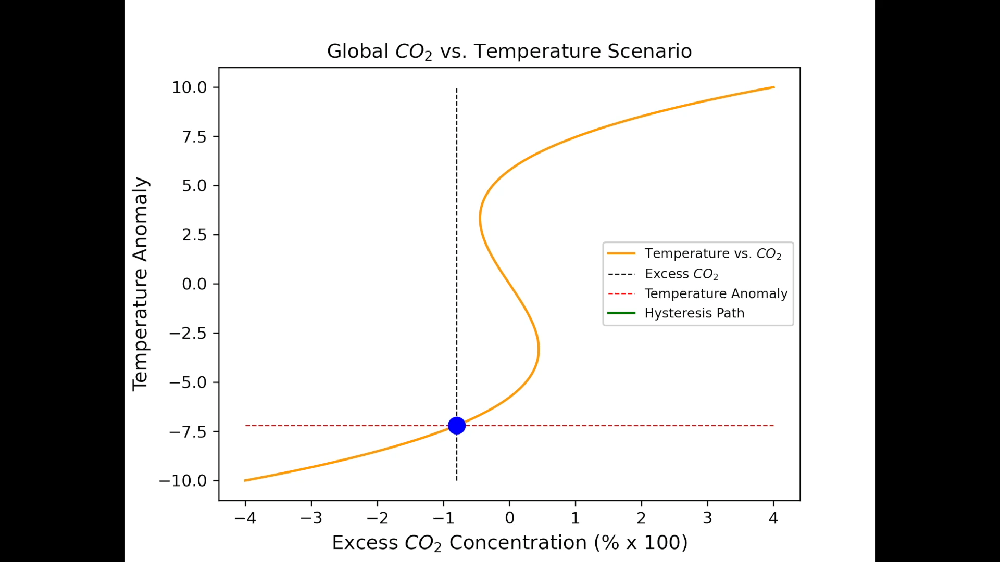 Global CO₂ vs. Temperature Scenario
10.0
7.5
5.0
2.5
0.0
−2.5
−5.0
−7.5
−10.0
Temperature Anomaly
Temperature vs. CO₂
Excess CO₂
Temperature Anomaly
Hysteresis Path
−4 −3 −2 −1 0 1 2 3 4
Excess CO₂ Concentration (% x 100)